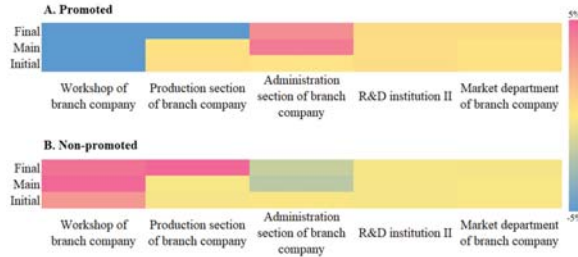 A. Promoted
5%
Final
Main
Initial
Workshop of branch company
Production section of branch company
Administration section of branch company
R&D institution II
Market department of branch company
B. Non-promoted
Final
Main
Initial
-5%
Workshop of branch company
Production section of branch company
Administration section of branch company
R&D institution II
Market department of branch company